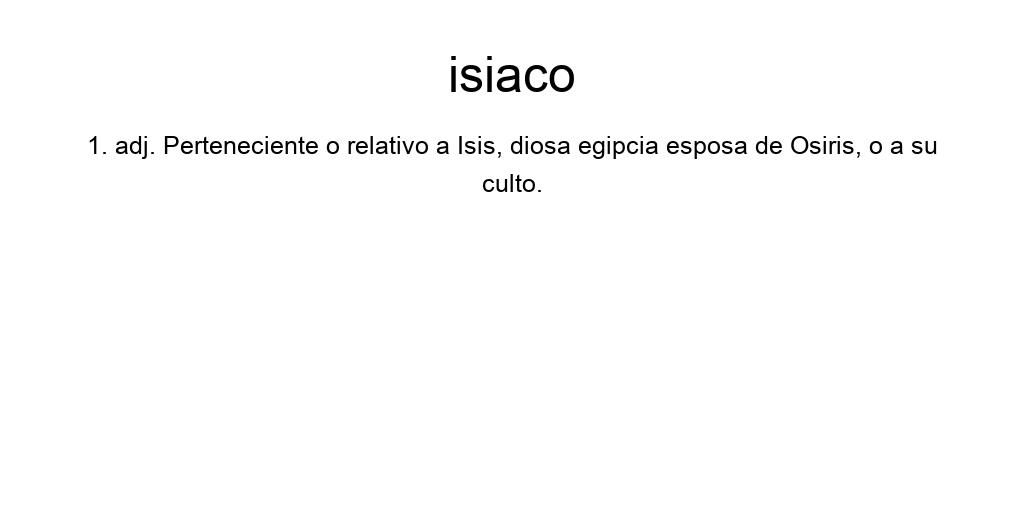 isiaco
1. adj. Perteneciente o relativo a Isis, diosa egipcia esposa de Osiris, o a su
culto.